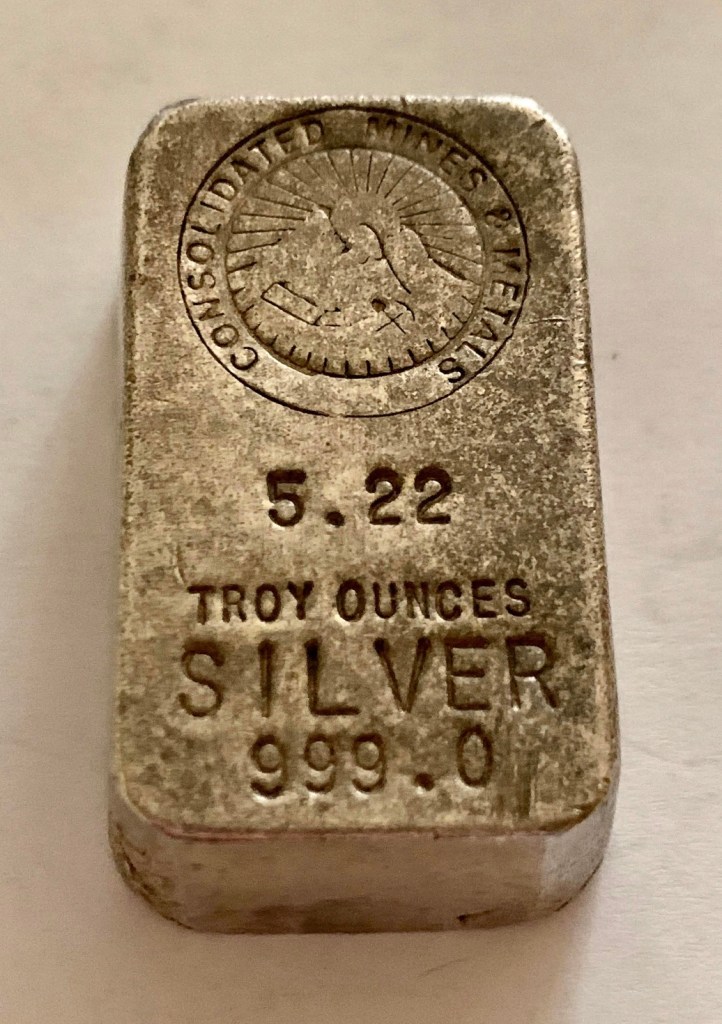 CONSOLIDATED MINES & METALS
5.22
TROY OUNCES
SILVER
999.0